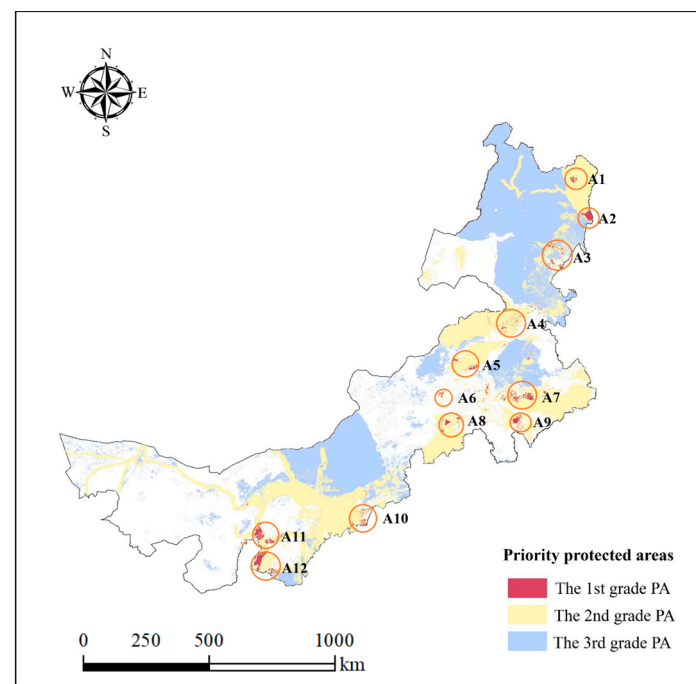 N
W E
S
A1
A2
A3
A4
A5
A6
A7
A8
A9
A10
A11
A12
Priority protected areas
The 1st grade PA
The 2nd grade PA
The 3rd grade PA
0 250 500 1000
km